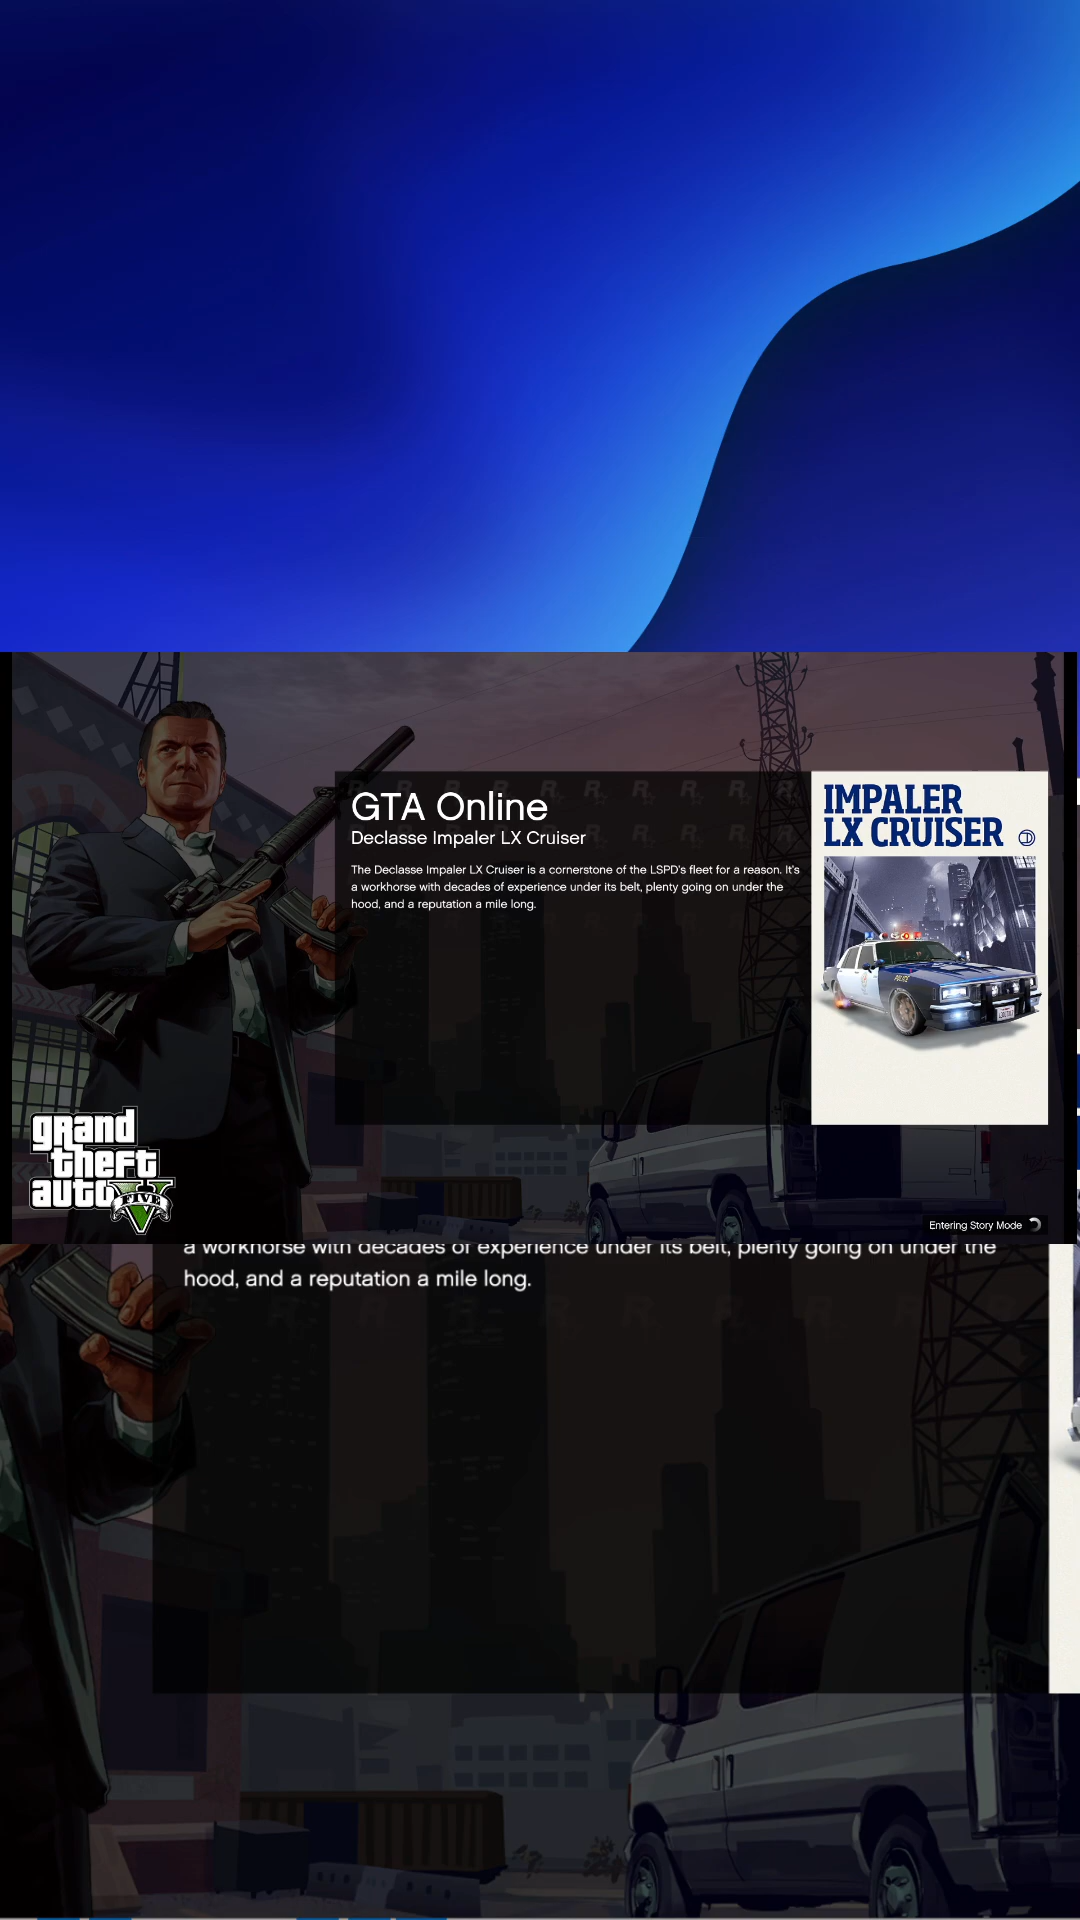 GTA Online
Declasse Impaler LX Cruiser
The Declasse Impaler LX Cruiser is a cornerstone of the LSPD's fleet for a reason. It's
a workhorse with decades of experience under its belt, plenty going on under the
hood, and a reputation a mile long.
IMPALER
LX CRUISER
POLICE
grand
theft
auto
V
FIVE
Entering Story Mode
a workhorse with decades of experience under its belt, plenty going on under the
hood, and a reputation a mile long.